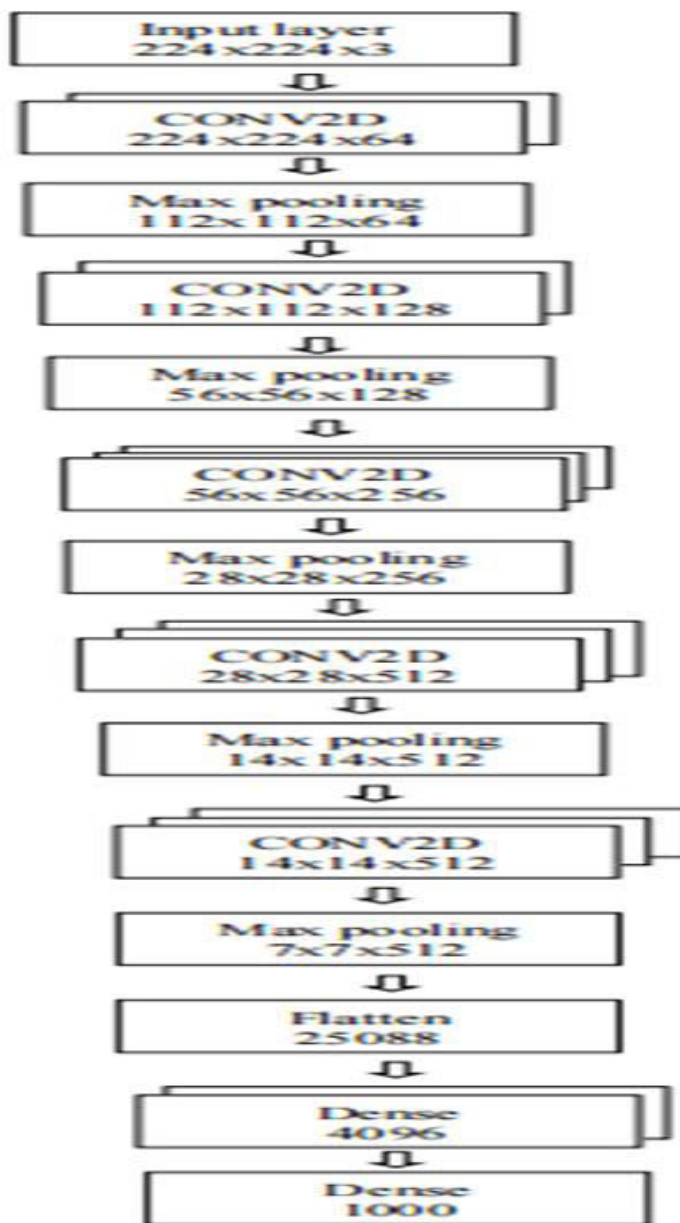 Input layer
224x224x3
CONV2D
224x224x64
Max pooling
112x112x64
CONV2D
112x112x128
Max pooling
56x56x128
CONV2D
56x56x256
Max pooling
28x28x256
CONV2D
28x28x512
Max pooling
14x14x512
CONV2D
14x14x512
Max pooling
7x7x512
Flatten
25088
Dense
4096
Dense
1000